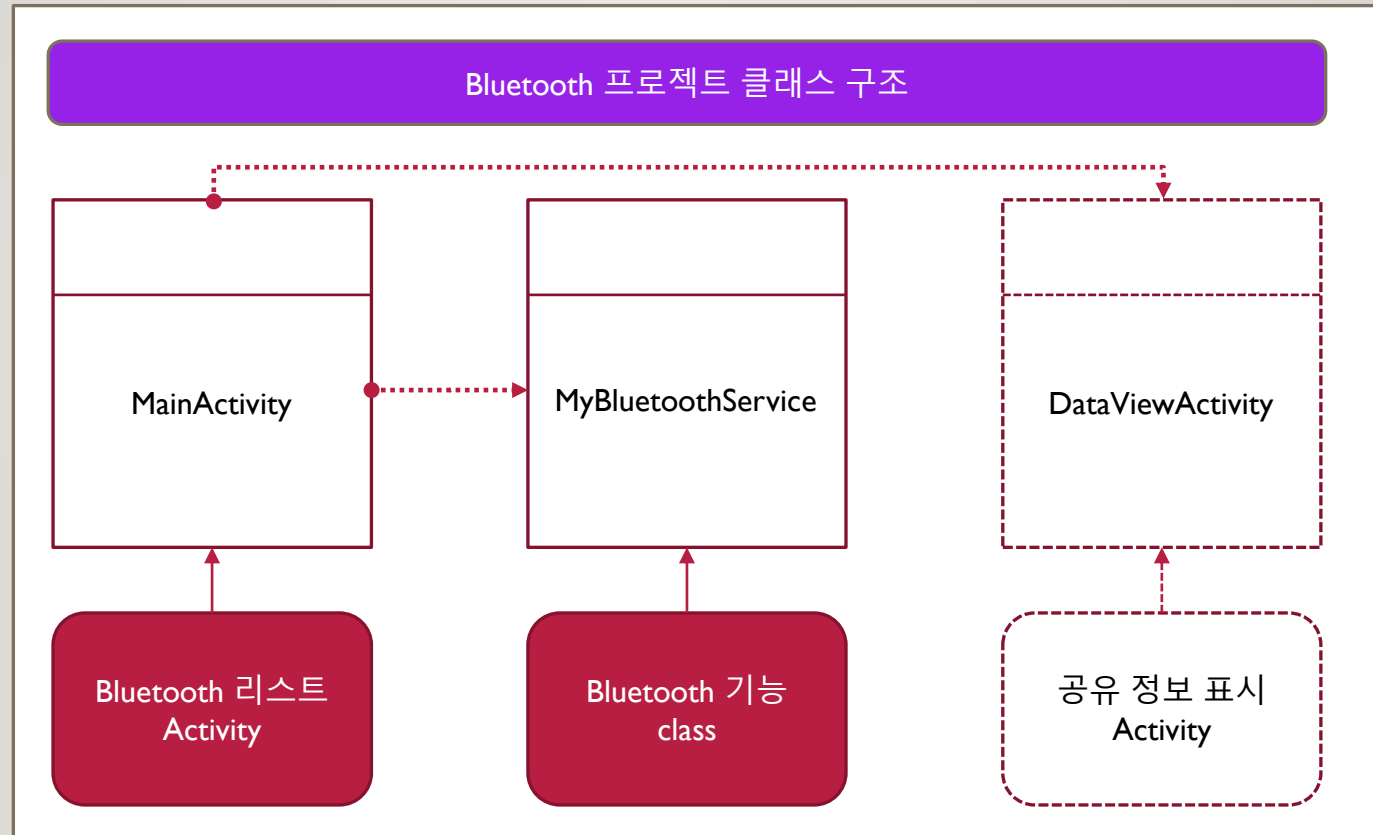 Bluetooth 프로젝트 클래스 구조
MainActivity
MyBluetoothService
DataViewActivity
Bluetooth 리스트
Activity
Bluetooth 기능
class
공유 정보 표시
Activity